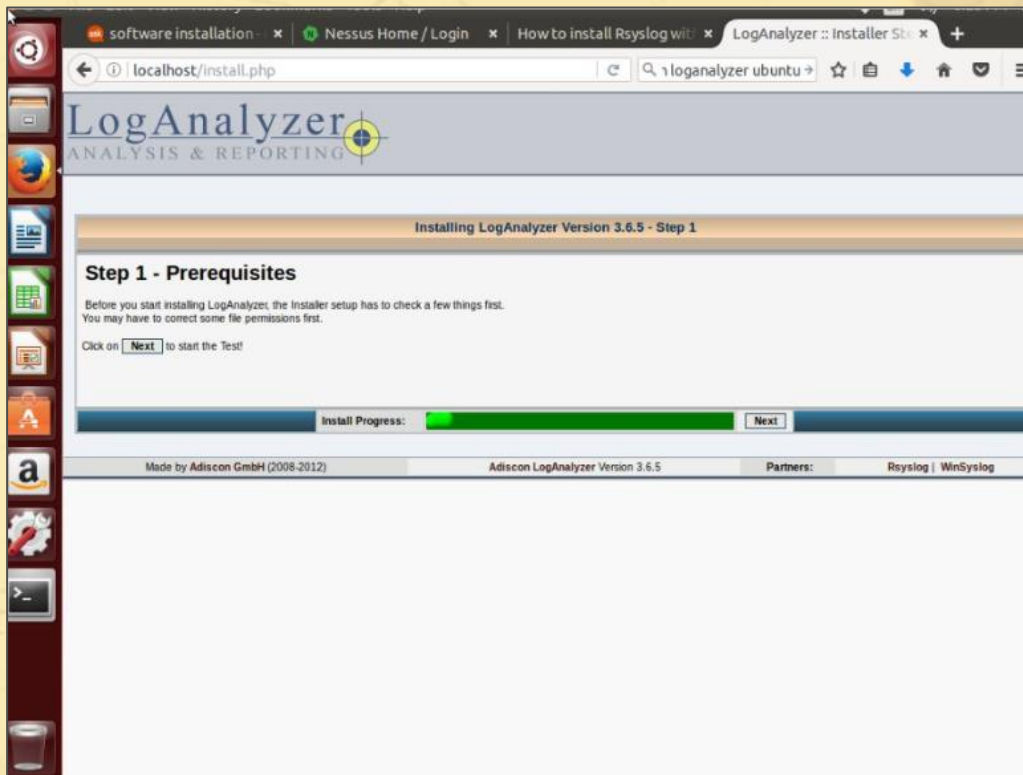 software installation -
Nessus Home / Login
How to install Rsyslog wit
LogAnalyzer :: Installer Ste
localhost/install.php
loganalyzer ubuntu
LogAnalyzer
ANALYSIS & REPORTING
Installing LogAnalyzer Version 3.6.5 - Step 1
Step 1 - Prerequisites
Before you start installing LogAnalyzer, the Installer setup has to check a few things first.
You may have to correct some file permissions first.
Click on Next to start the Test!
Install Progress: Next
Made by Adiscon GmbH (2008-2012) Adiscon LogAnalyzer Version 3.6.5 Partners: Rsyslog | WinSyslog